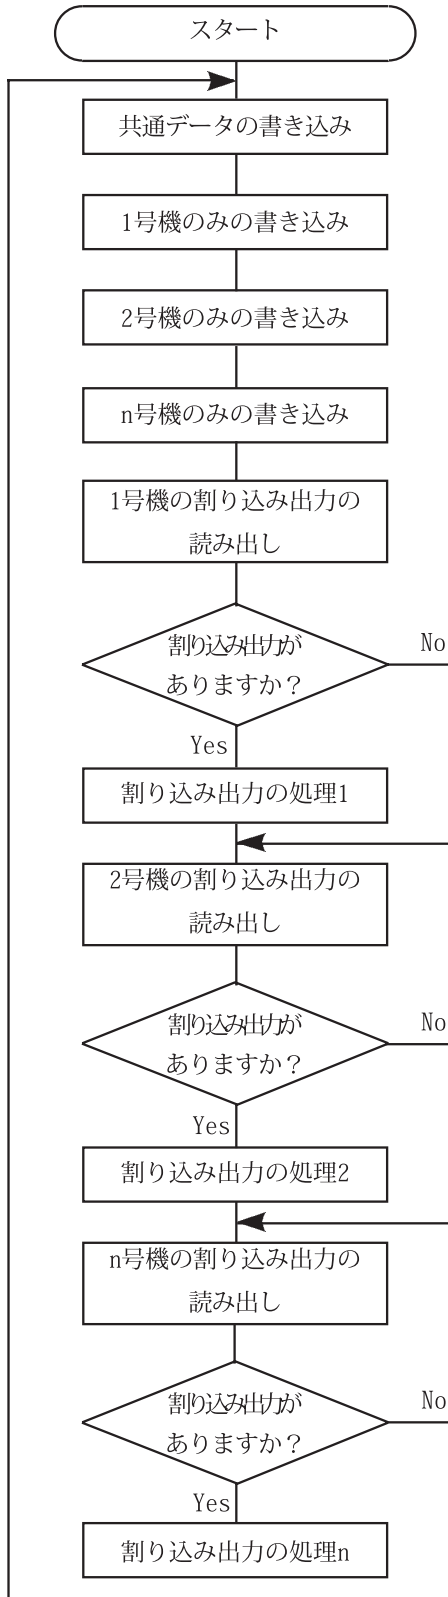 スタート
共通データの書き込み
1号機のみの書き込み
2号機のみの書き込み
n号機のみの書き込み
1号機の割り込み出力の
読み出し
割り込み出力が
ありますか？
No
Yes
割り込み出力の処理1
2号機の割り込み出力の
読み出し
割り込み出力が
ありますか？
No
Yes
割り込み出力の処理2
n号機の割り込み出力の
読み出し
割り込み出力が
ありますか？
No
Yes
割り込み出力の処理n